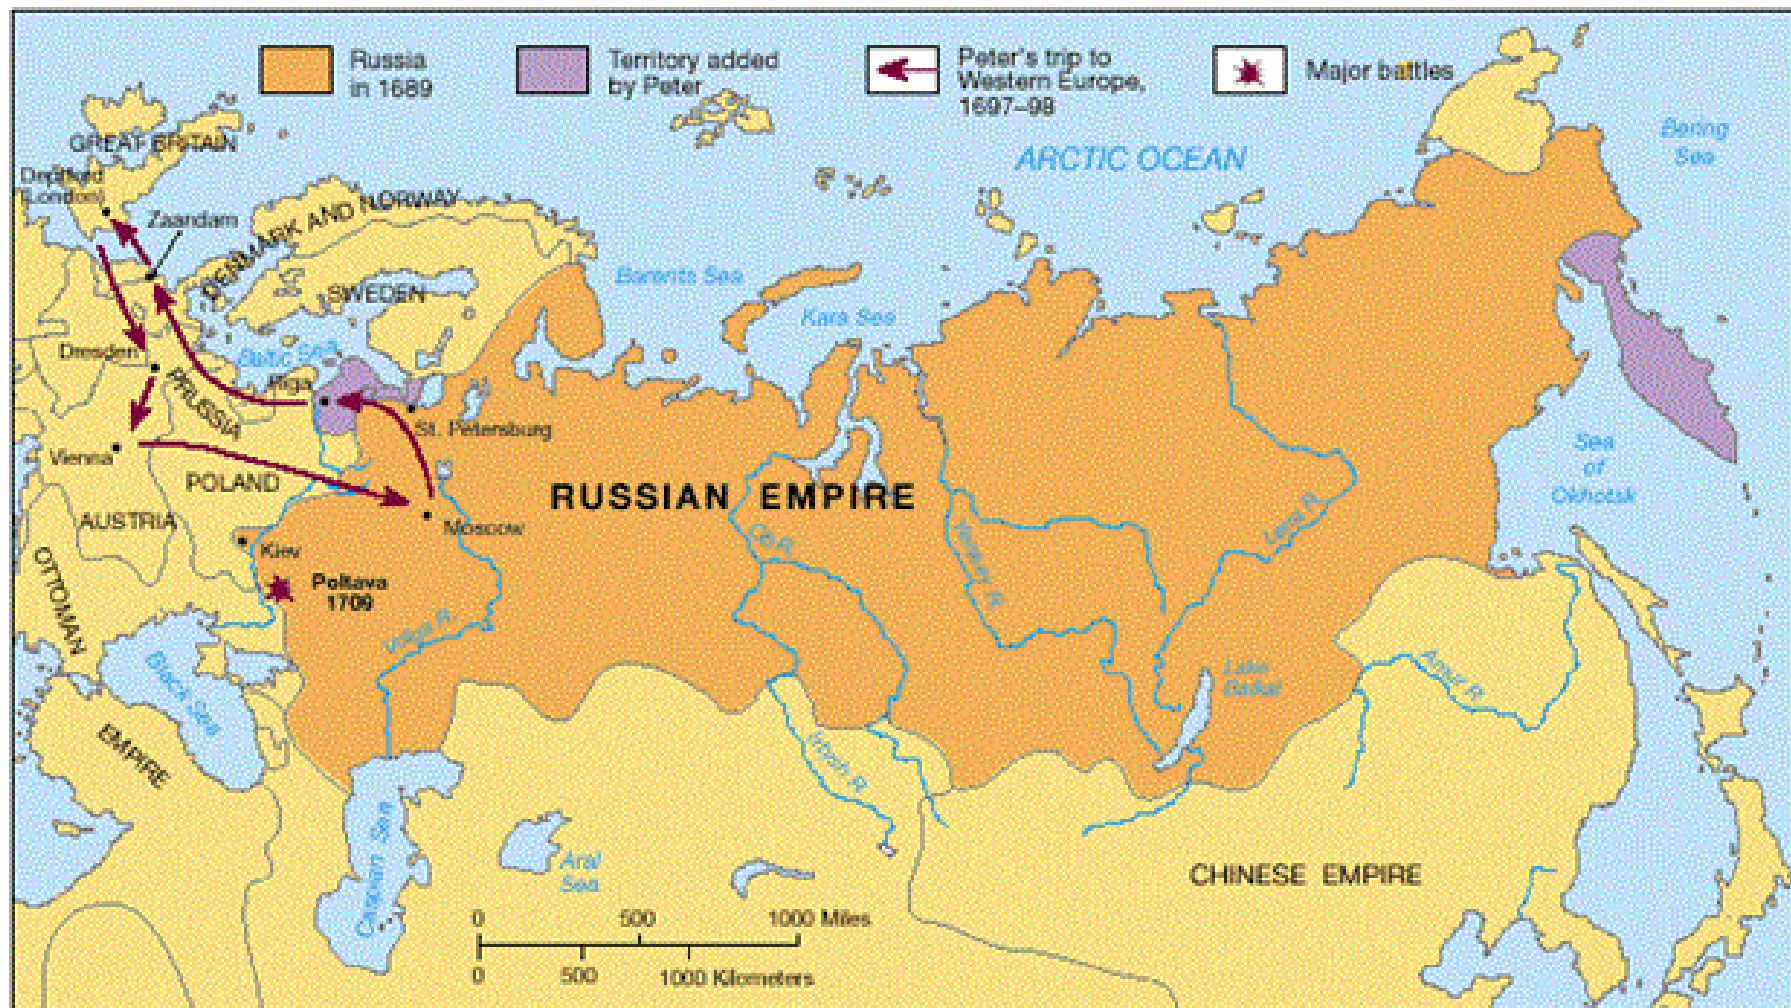 Russia
in 1689
Territory added
by Peter
Peter's trip to
Western Europe,
1697–98
Major battles
GREAT BRITAIN
Bering
Sea
ARCTIC OCEAN
Deptford
(London)
Zaardam
DENMARK AND NORWAY
SWEDEN
Barents Sea
Kara Sea
Baltic Sea
Dresden
Riga
PRUSSIA
St. Petersburg
Vienna
POLAND
RUSSIAN EMPIRE
Sea
of
Okhotsk
AUSTRIA
Moscow
Kiev
Ob R.
Yenisey R.
Lena R.
OTTOMAN
EMPIRE
Poltava
1709
Volga R.
Black Sea
Lake
Baikal
Amur R.
Irtish R.
Caspian Sea
Aral
Sea
CHINESE EMPIRE
0 500 1000 Miles
0 500 1000 Kilometers